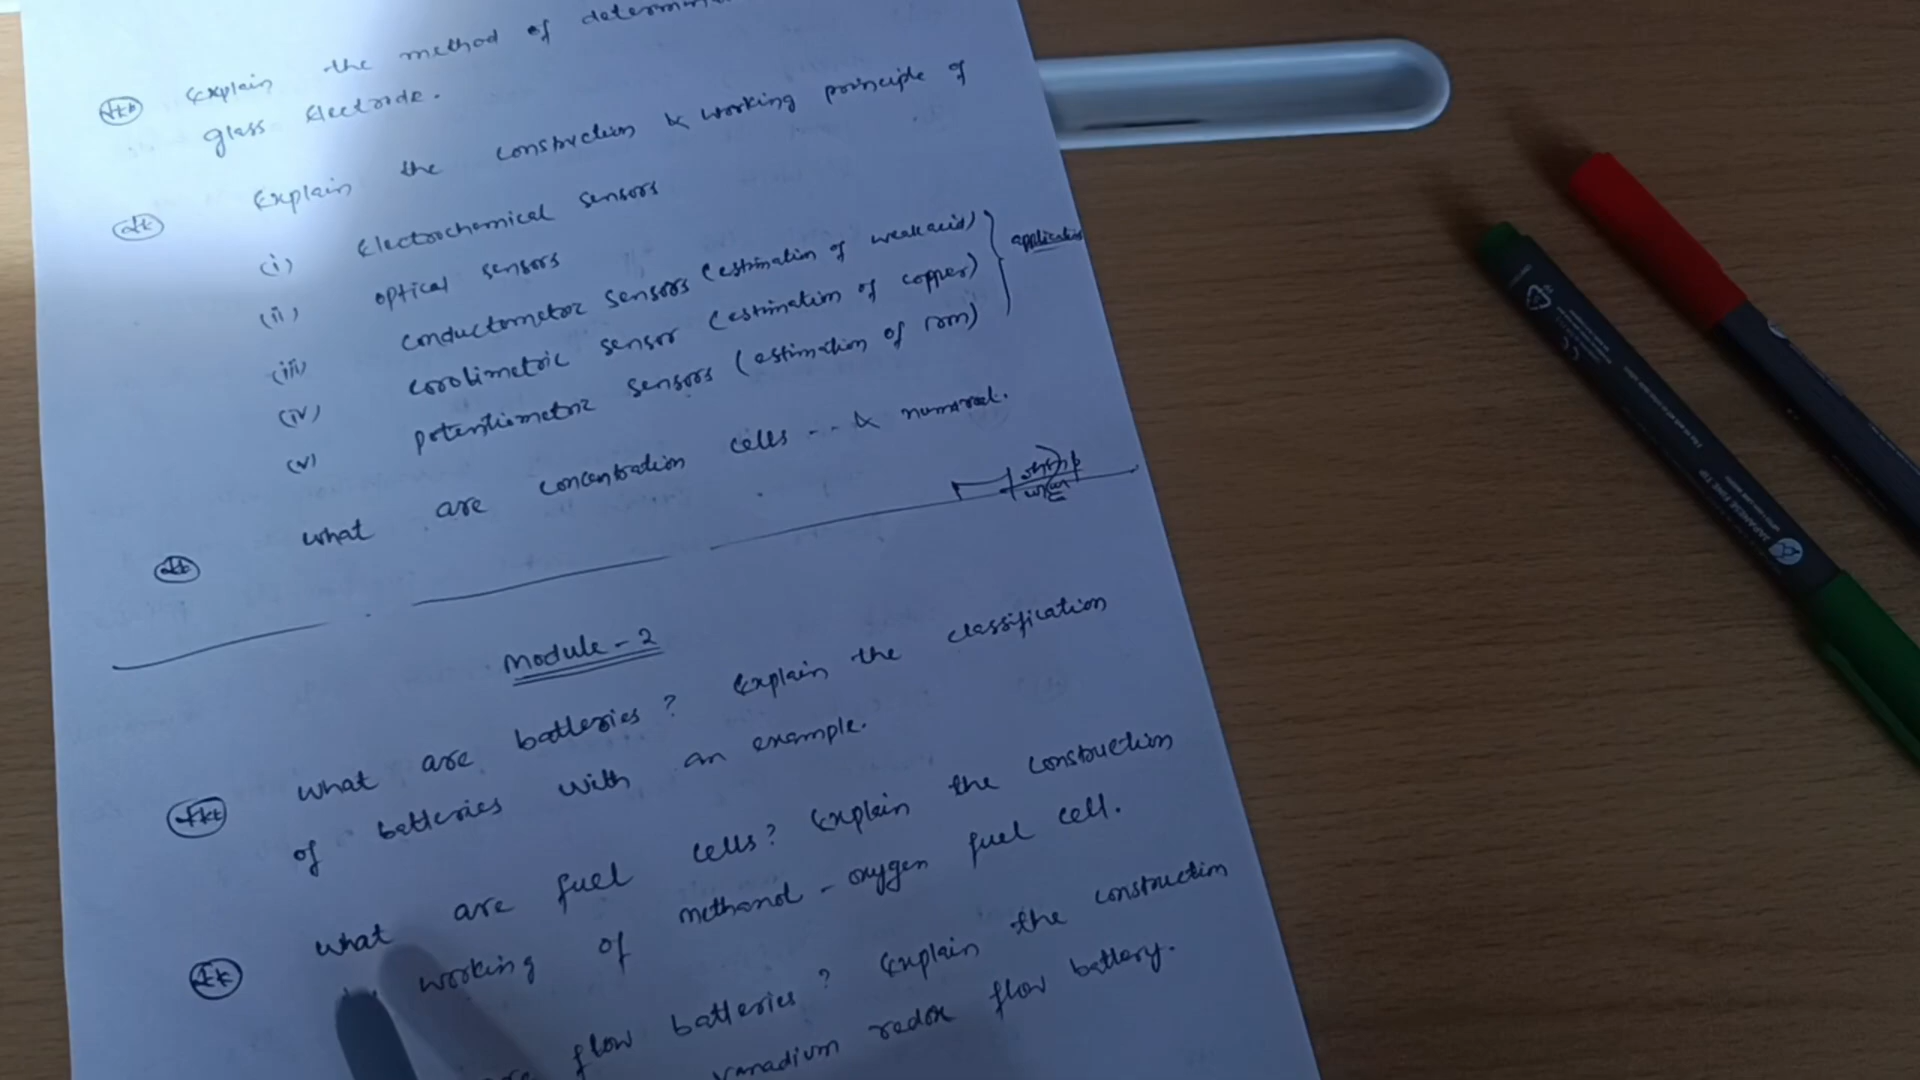 Explain the method of
glass electrode.
Explain the construction & working principle of
(i) Electrochemical sensors
(ii) optical sensors
(iii) conductometric sensors (estimation of weak acid)
application
(iv) coolimetric sensor (estimation of copper)
(v) potentiometric sensors (estimation of iron)
what are concentration cells -- & numerical.
Module - 2
what are batteries? Explain the classification
of batteries with an example.
what are fuel cells? Explain the construction
working of methanol - oxygen fuel cell.
flow batteries? Explain the construction
vanadium redox flow battery.